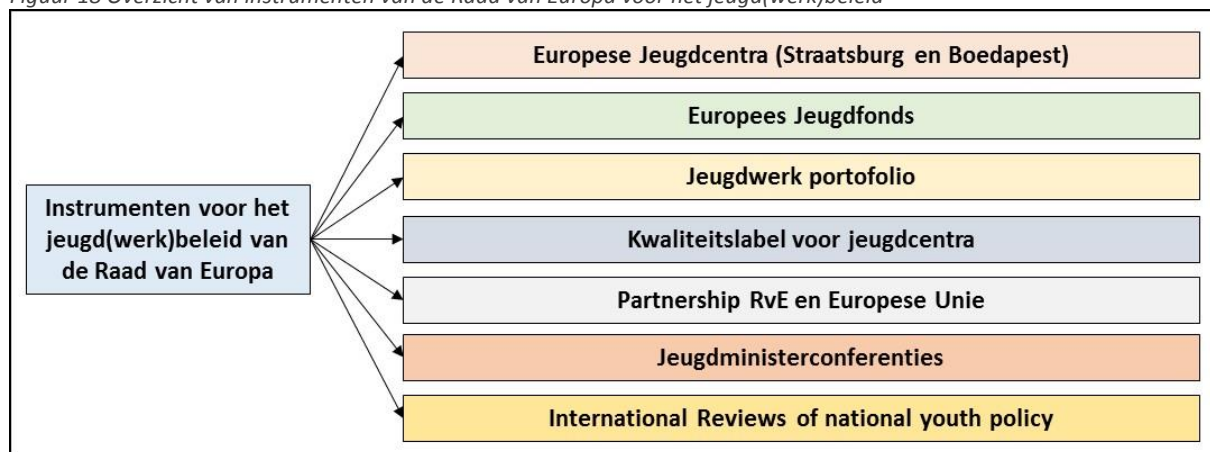 Figuur 18 Overzicht van instrumenten van de Raad van Europa voor het jeugd(werk)beleid
Instrumenten voor het
jeugd(werk)beleid van
de Raad van Europa
Europese Jeugdcentra (Straatsburg en Boedapest)
Europees Jeugdfonds
Jeugdwerk portofolio
Kwaliteitslabel voor jeugdcentra
Partnership RvE en Europese Unie
Jeugdministerconferenties
International Reviews of national youth policy